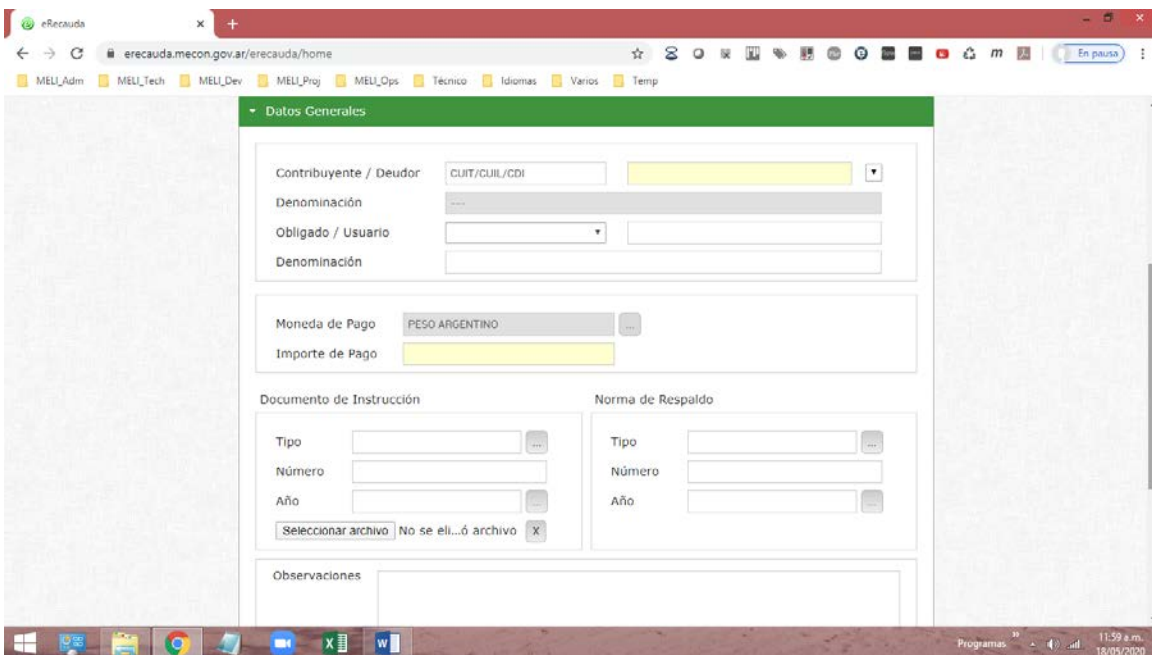 eRecauda
erecauda.mecon.gov.ar/erecauda/home
En pausa
MELI_Adm MELI_Tech MELI_Dev MELI_Proj MELI_Ops Técnico Idiomas Varios Temp
Datos Generales
Contribuyente / Deudor CUIT/CUIL/CDI
Denominación ---
Obligado / Usuario
Denominación
Moneda de Pago PESO ARGENTINO ...
Importe de Pago
Documento de Instrucción Norma de Respaldo
Tipo ... Tipo ...
Número Número
Año ... Año ...
Seleccionar archivo No se eli...ó archivo X
Observaciones
Programas 11:59 a.m.
18/05/2020